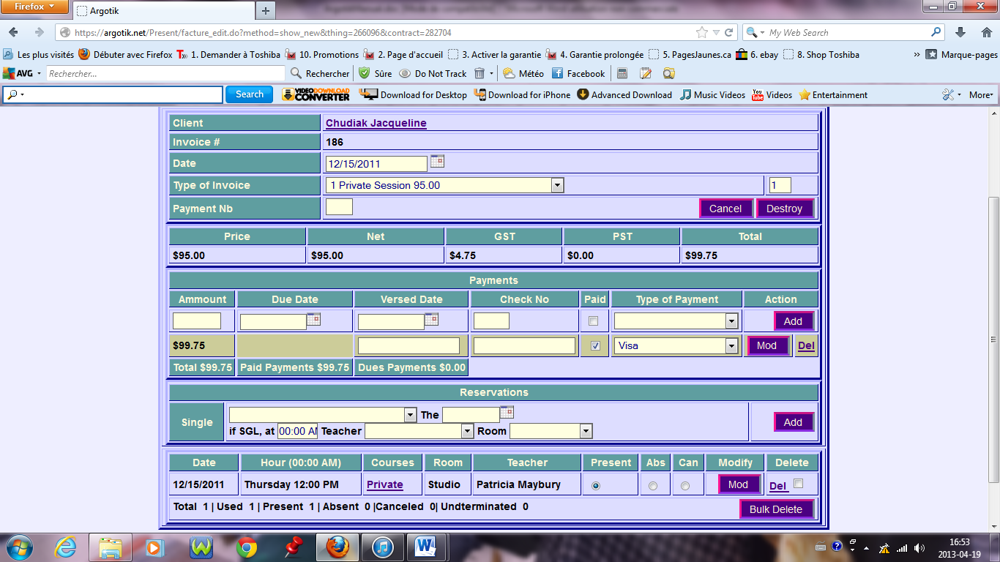 Firefox
Argotik
https://argotik.net/Present/facture_edit.do?method=show_new&thing=266096&contract=282704
My Web Search
Les plus visités Débuter avec Firefox 1. Demander à Toshiba 10. Promotions 2. Page d'accueil 3. Activer la garantie 4. Garantie prolongée 5. PagesJaunes.ca 6. ebay 8. Shop Toshiba » Marque-pages
AVG Rechercher... Rechercher Sûre Do Not Track Météo Facebook
Search VIDEO DOWNLOAD CONVERTER Download for Desktop Download for iPhone Advanced Download Music Videos You Tube Videos Entertainment More
Client Chudiak Jacqueline
Invoice # 186
Date 12/15/2011
Type of Invoice 1 Private Session 95.00 1
Payment Nb Cancel Destroy
Price Net GST PST Total
$95.00 $95.00 $4.75 $0.00 $99.75
Payments
Ammount Due Date Versed Date Check No Paid Type of Payment Action
Add
$99.75 Visa Mod Del
Total $99.75 Paid Payments $99.75 Dues Payments $0.00
Reservations
Single The Add
if SGL, at 00:00 Teacher Room
Date Hour (00:00 AM) Courses Room Teacher Present Abs Can Modify Delete
12/15/2011 Thursday 12:00 PM Private Studio Patricia Maybury Mod Del
Total 1 | Used 1 | Present 1 | Absent 0 |Canceled 0| Undterminated 0 Bulk Delete
16:53
2013-04-19